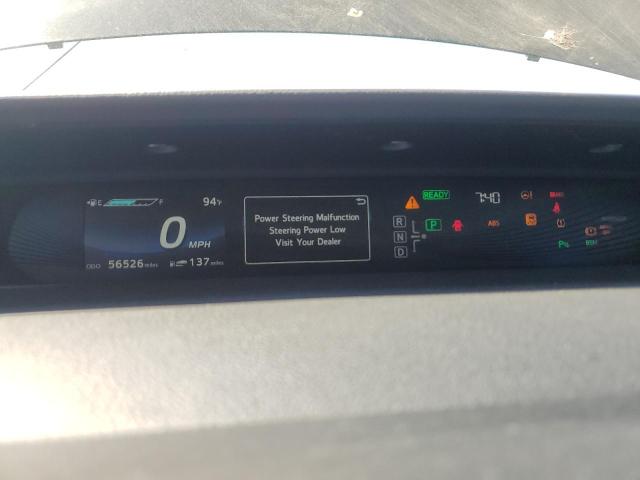 E F 94°F
READY
7:40
BRAKE
0 MPH
Power Steering Malfunction
Steering Power Low
Visit Your Dealer
R
N
D
P
ABS
BSM
ODO 56526 miles
137 miles